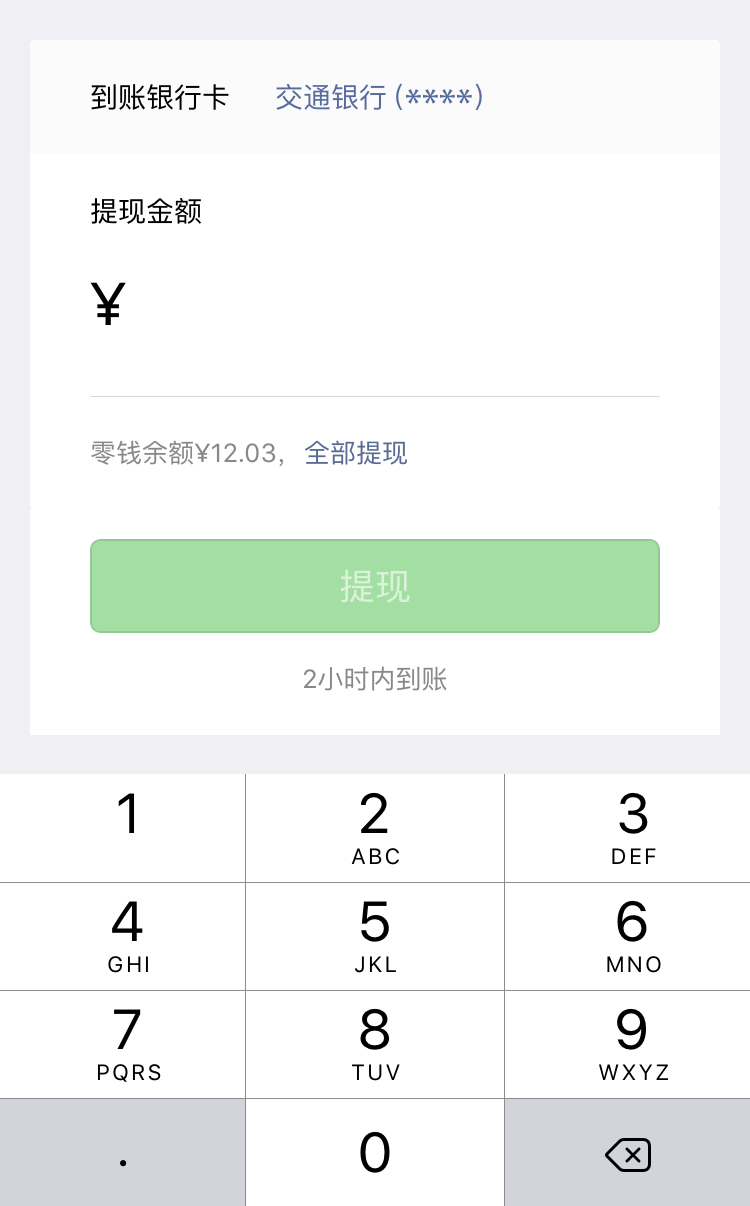 到账银行卡 交通银行 (****)
提现金额
¥
零钱余额¥12.03，全部提现
提现
2小时内到账
1 2 3
ABC DEF
4 5 6
GHI JKL MNO
7 8 9
PQRS TUV WXYZ
. 0